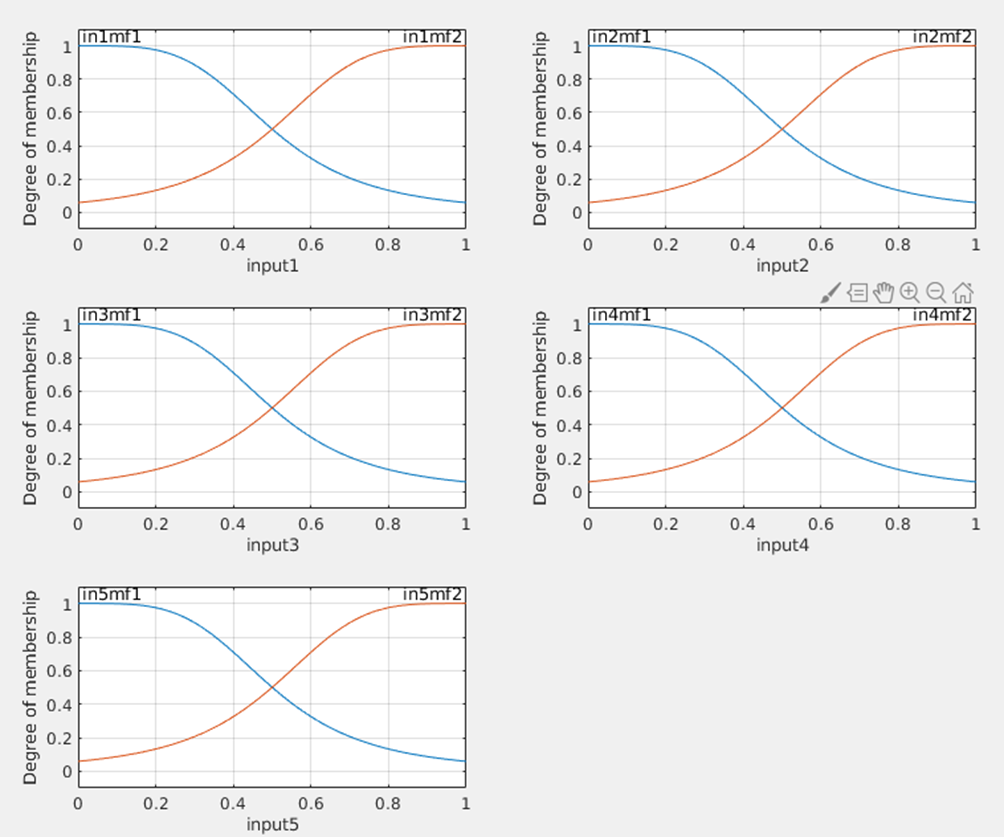 in1mf1 in1mf2
Degree of membership
1
0.8
0.6
0.4
0.2
0
0 0.2 0.4 0.6 0.8 1
input1
in2mf1 in2mf2
Degree of membership
1
0.8
0.6
0.4
0.2
0
0 0.2 0.4 0.6 0.8 1
input2
in3mf1 in3mf2
Degree of membership
1
0.8
0.6
0.4
0.2
0
0 0.2 0.4 0.6 0.8 1
input3
in4mf1 in4mf2
Degree of membership
1
0.8
0.6
0.4
0.2
0
0 0.2 0.4 0.6 0.8 1
input4
in5mf1 in5mf2
Degree of membership
1
0.8
0.6
0.4
0.2
0
0 0.2 0.4 0.6 0.8 1
input5